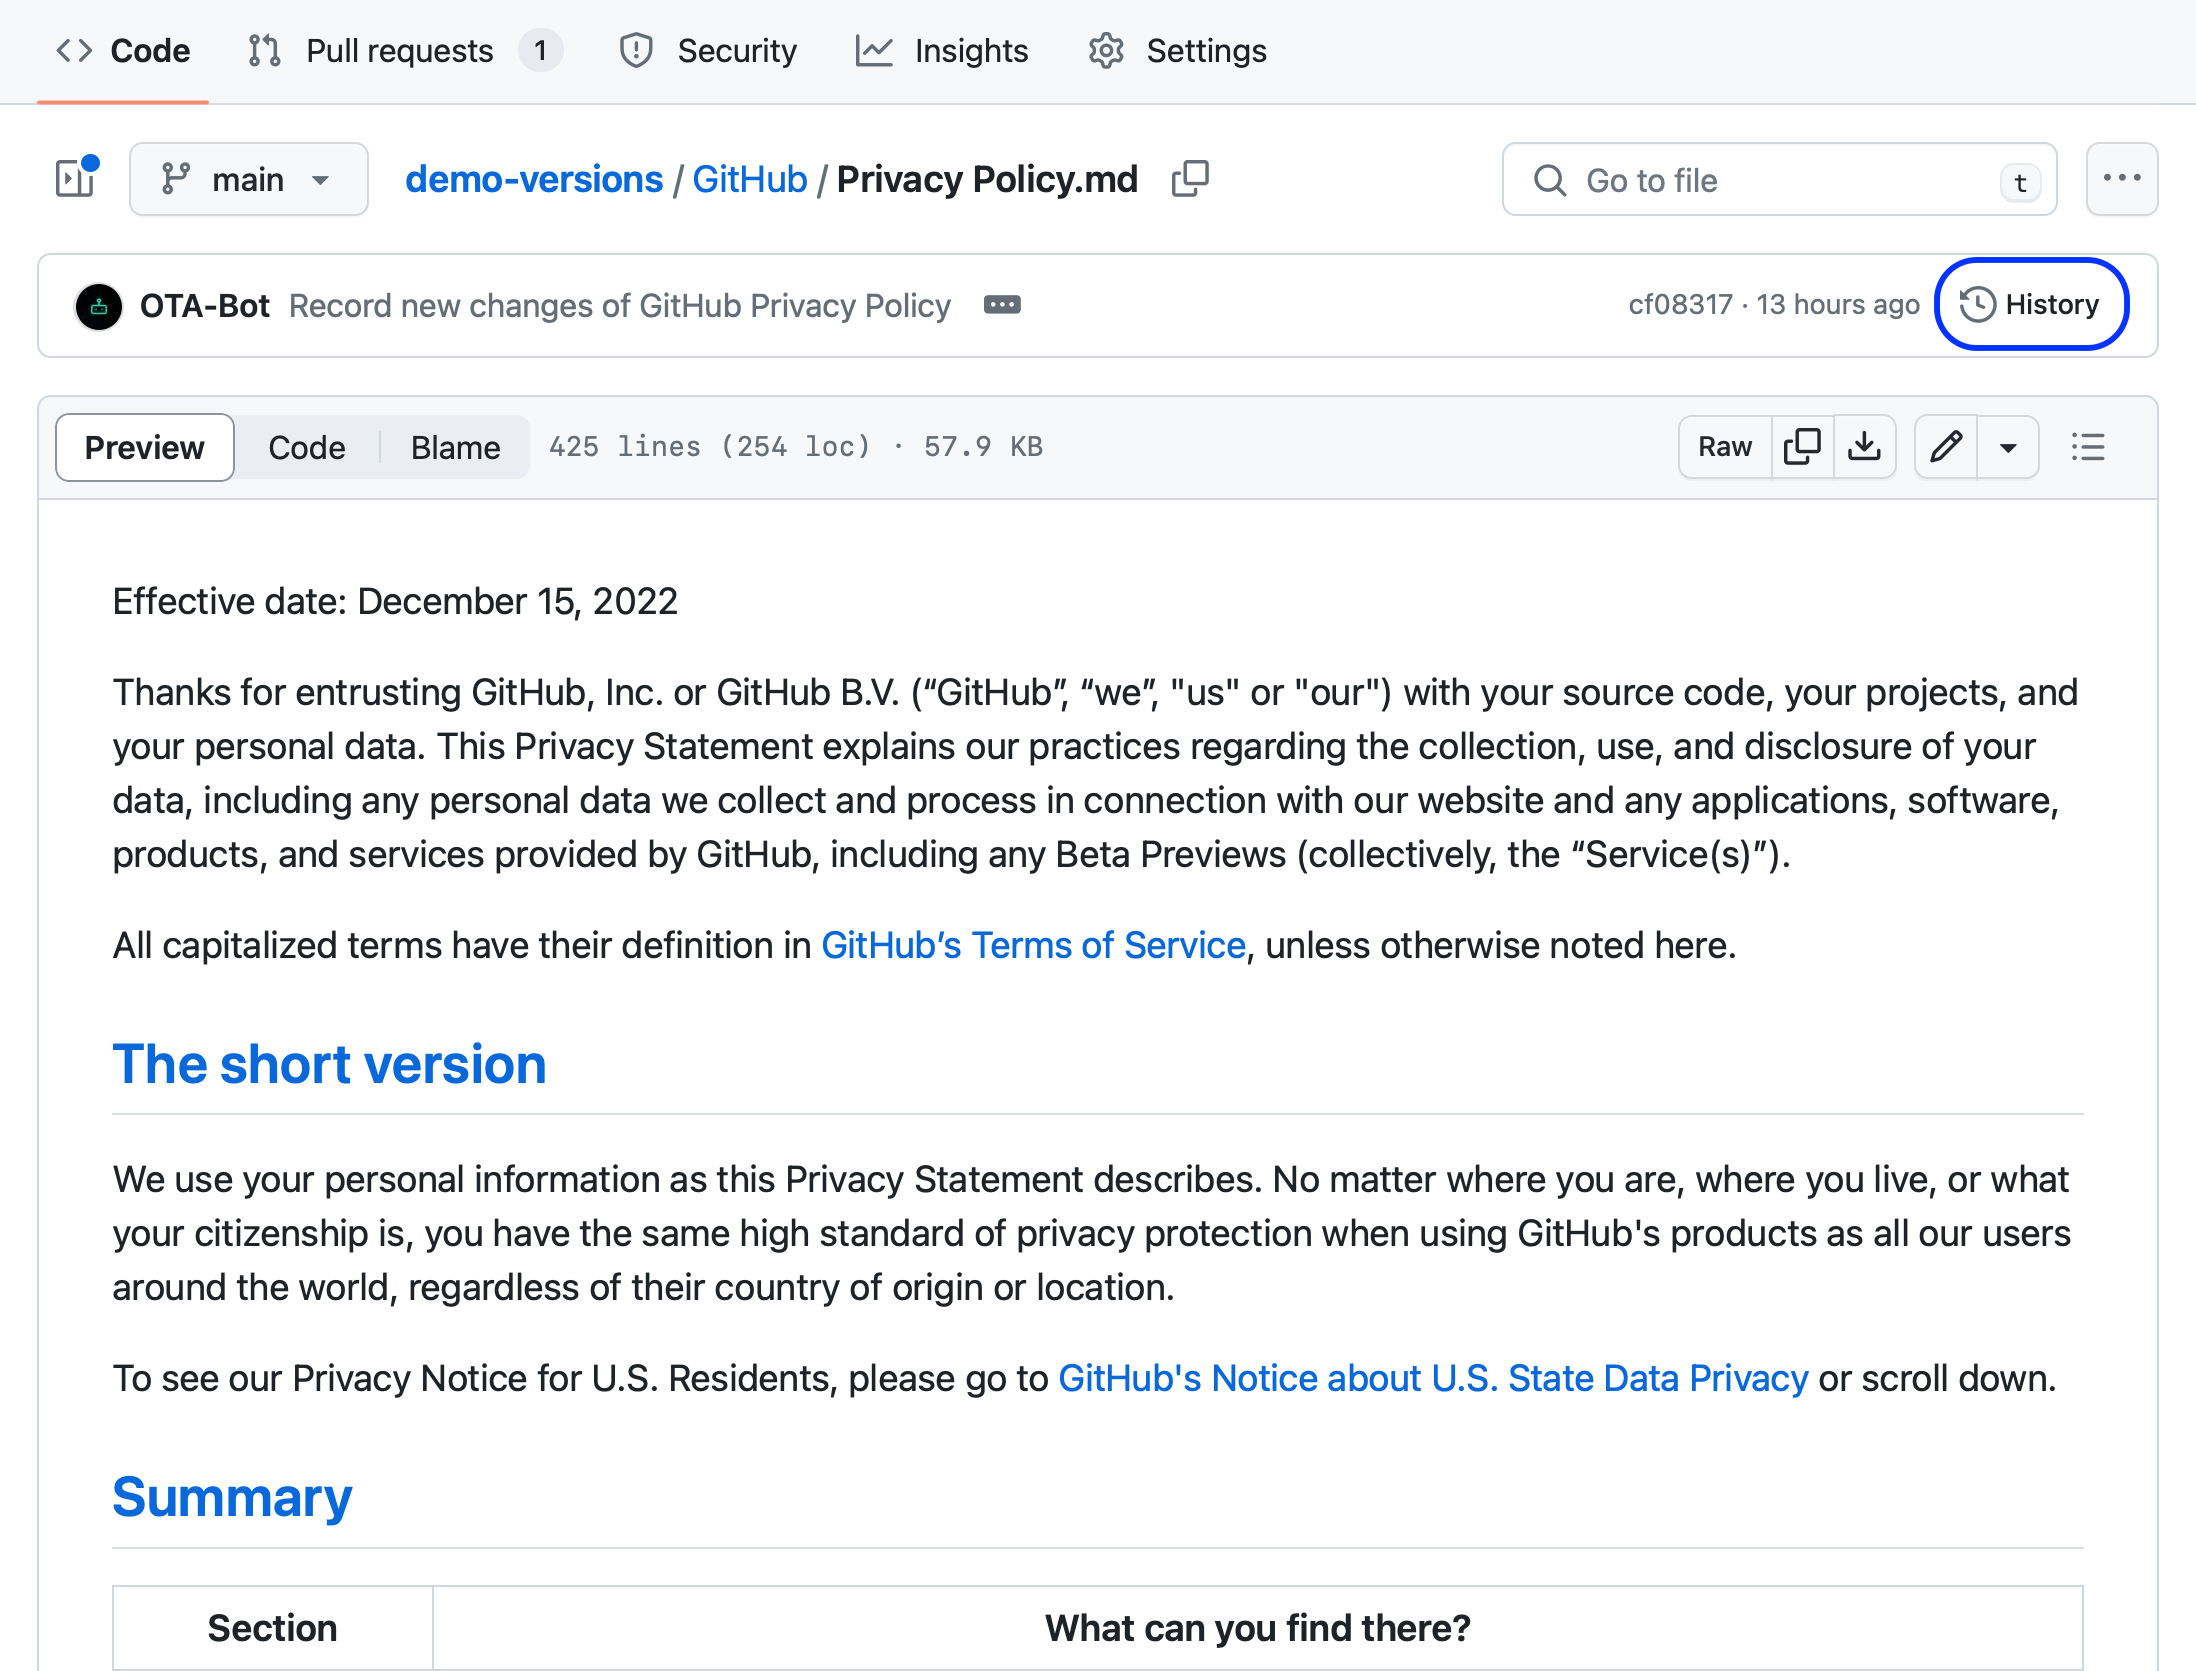 Code Pull requests 1 Security Insights Settings
main demo-versions / GitHub / Privacy Policy.md Go to file t
OTA-Bot Record new changes of GitHub Privacy Policy cf08317 · 13 hours ago History
Preview Code Blame 425 lines (254 loc) · 57.9 KB Raw
Effective date: December 15, 2022
Thanks for entrusting GitHub, Inc. or GitHub B.V. (“GitHub”, “we”, "us" or "our") with your source code, your projects, and
your personal data. This Privacy Statement explains our practices regarding the collection, use, and disclosure of your
data, including any personal data we collect and process in connection with our website and any applications, software,
products, and services provided by GitHub, including any Beta Previews (collectively, the “Service(s)”).
All capitalized terms have their definition in GitHub’s Terms of Service, unless otherwise noted here.
The short version
We use your personal information as this Privacy Statement describes. No matter where you are, where you live, or what
your citizenship is, you have the same high standard of privacy protection when using GitHub's products as all our users
around the world, regardless of their country of origin or location.
To see our Privacy Notice for U.S. Residents, please go to GitHub's Notice about U.S. State Data Privacy or scroll down.
Summary
Section What can you find there?